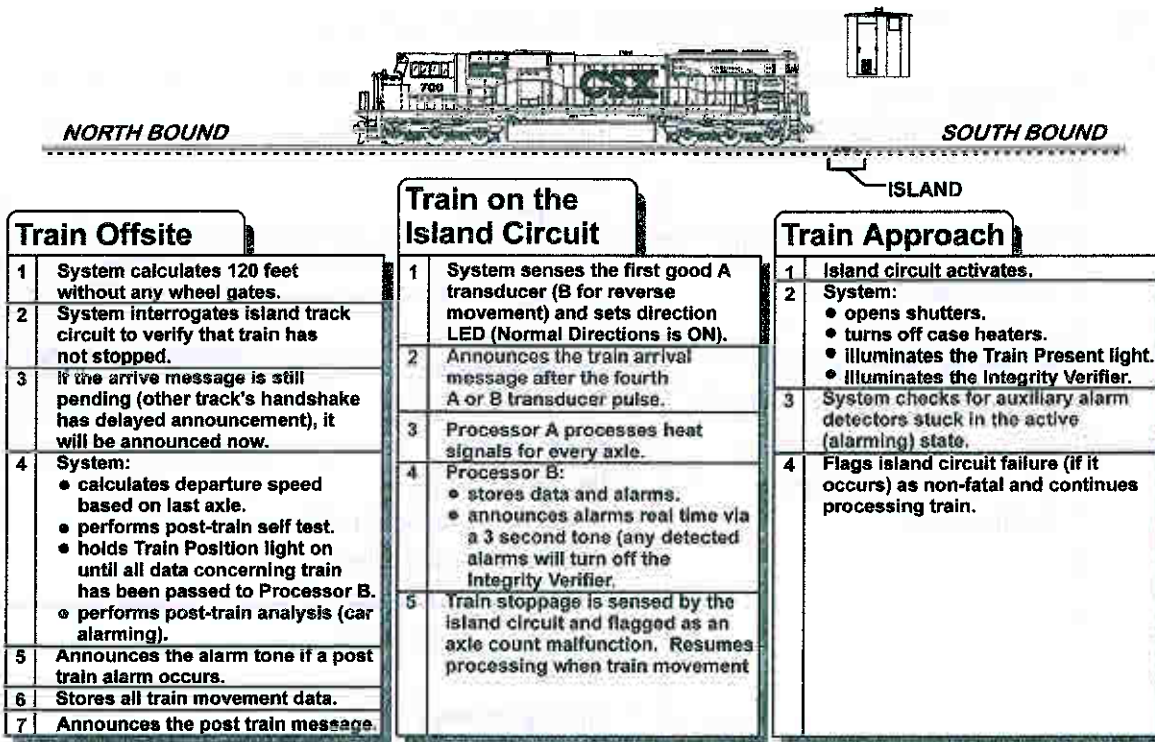 700
CSX
NORTH BOUND
SOUTH BOUND
ISLAND
Train Offsite
1 System calculates 120 feet
without any wheel gates.
2 System interrogates island track
circuit to verify that train has
not stopped.
3 If the arrive message is still
pending (other track's handshake
has delayed announcement), it
will be announced now.
4 System:
• calculates departure speed
based on last axle.
• performs post-train self test.
• holds Train Position light on
until all data concerning train
has been passed to Processor B.
• performs post-train analysis (car
alarming).
5 Announces the alarm tone if a post
train alarm occurs.
6 Stores all train movement data.
7 Announces the post train message.
Train on the
Island Circuit
1 System senses the first good A
transducer (B for reverse
movement) and sets direction
LED (Normal Directions is ON).
2 Announces the train arrival
message after the fourth
A or B transducer pulse.
3 Processor A processes heat
signals for every axle.
4 Processor B:
• stores data and alarms.
• announces alarms real time via
a 3 second tone (any detected
alarms will turn off the
Integrity Verifier.
5 Train stoppage is sensed by the
island circuit and flagged as an
axle count malfunction. Resumes
processing when train movement
Train Approach
1 Island circuit activates.
2 System:
• opens shutters.
• turns off case heaters.
• illuminates the Train Present light.
• illuminates the Integrity Verifier.
3 System checks for auxiliary alarm
detectors stuck in the active
(alarming) state.
4 Flags island circuit failure (if it
occurs) as non-fatal and continues
processing train.